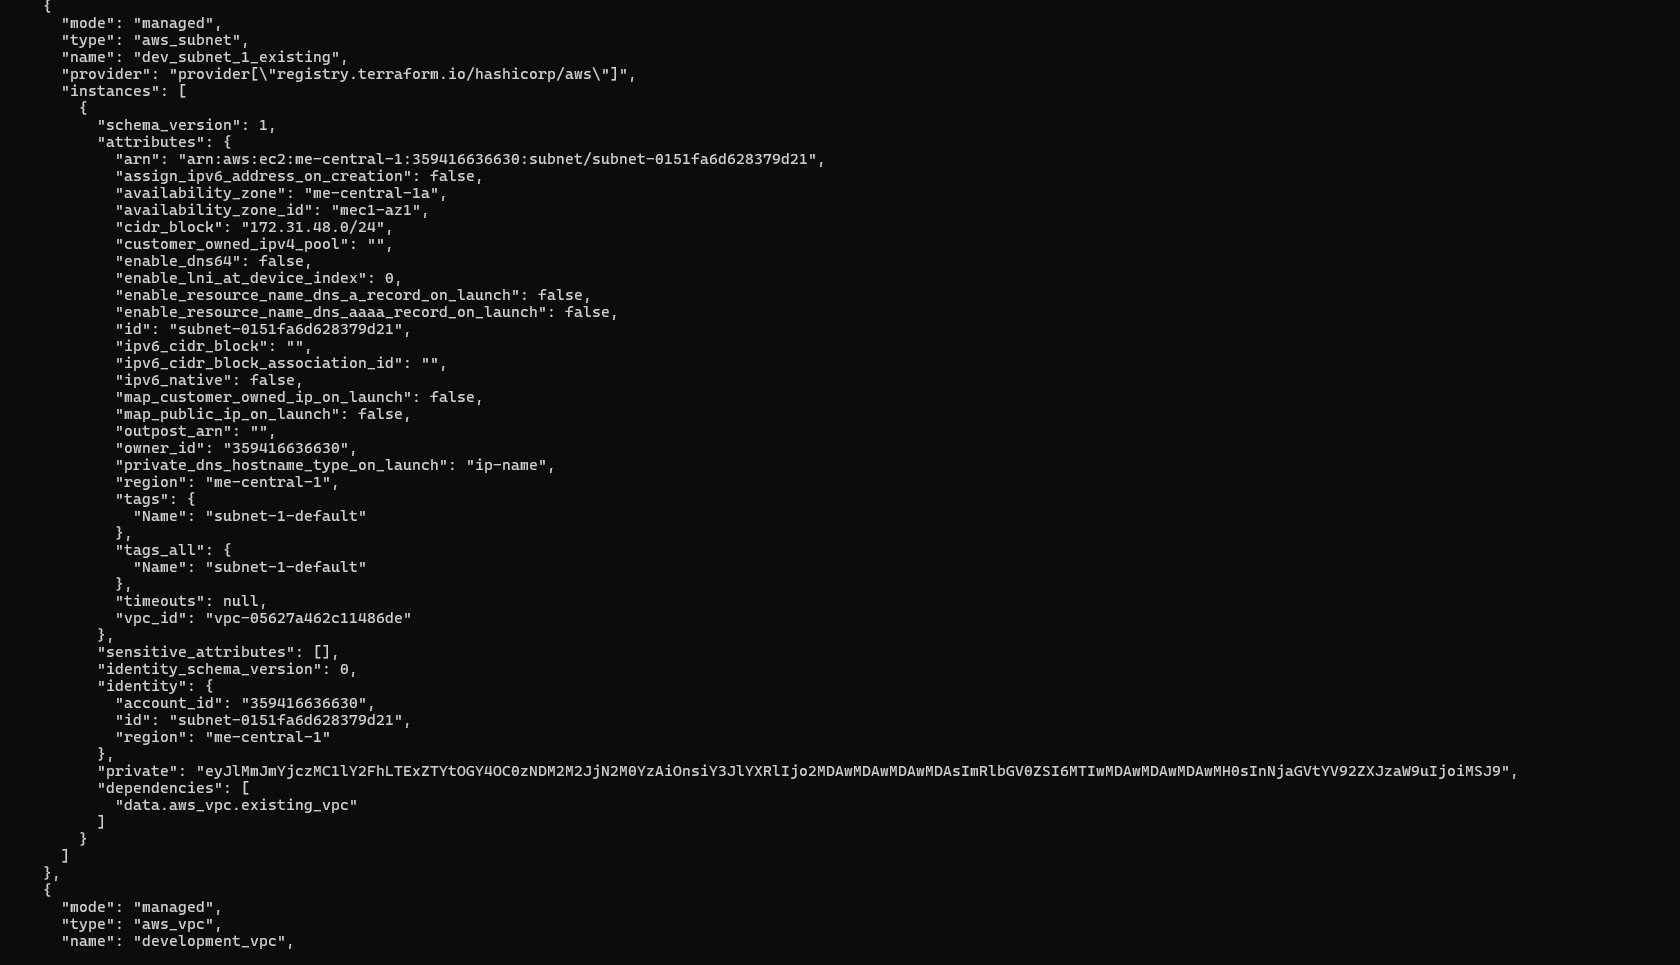 {
"mode": "managed",
"type": "aws_subnet",
"name": "dev_subnet_1_existing",
"provider": "provider[\"registry.terraform.io/hashicorp/aws\"]",
"instances": [
{
"schema_version": 1,
"attributes": {
"arn": "arn:aws:ec2:me-central-1:359416636630:subnet/subnet-0151fa6d628379d21",
"assign_ipv6_address_on_creation": false,
"availability_zone": "me-central-1a",
"availability_zone_id": "mec1-az1",
"cidr_block": "172.31.48.0/24",
"customer_owned_ipv4_pool": "",
"enable_dns64": false,
"enable_lni_at_device_index": 0,
"enable_resource_name_dns_a_record_on_launch": false,
"enable_resource_name_dns_aaaa_record_on_launch": false,
"id": "subnet-0151fa6d628379d21",
"ipv6_cidr_block": "",
"ipv6_cidr_block_association_id": "",
"ipv6_native": false,
"map_customer_owned_ip_on_launch": false,
"map_public_ip_on_launch": false,
"outpost_arn": "",
"owner_id": "359416636630",
"private_dns_hostname_type_on_launch": "ip-name",
"region": "me-central-1",
"tags": {
"Name": "subnet-1-default"
},
"tags_all": {
"Name": "subnet-1-default"
},
"timeouts": null,
"vpc_id": "vpc-05627a462c11486de"
},
"sensitive_attributes": [],
"identity_schema_version": 0,
"identity": {
"account_id": "359416636630",
"id": "subnet-0151fa6d628379d21",
"region": "me-central-1"
},
"private": "eyJlMmJmYjczMC1lY2FhLTExZTYtOGY4OC0zNDM2M2JjN2M0YzAiOnsiY3JlYXRlIjo2MDAwMDAwMDAwMDAsImRlbGV0ZSI6MTIwMDAwMDAwMDAwMH0sInNjaGVtYV92ZXJzaW9uIjoiMSJ9",
"dependencies": [
"data.aws_vpc.existing_vpc"
]
}
]
},
{
"mode": "managed",
"type": "aws_vpc",
"name": "development_vpc",